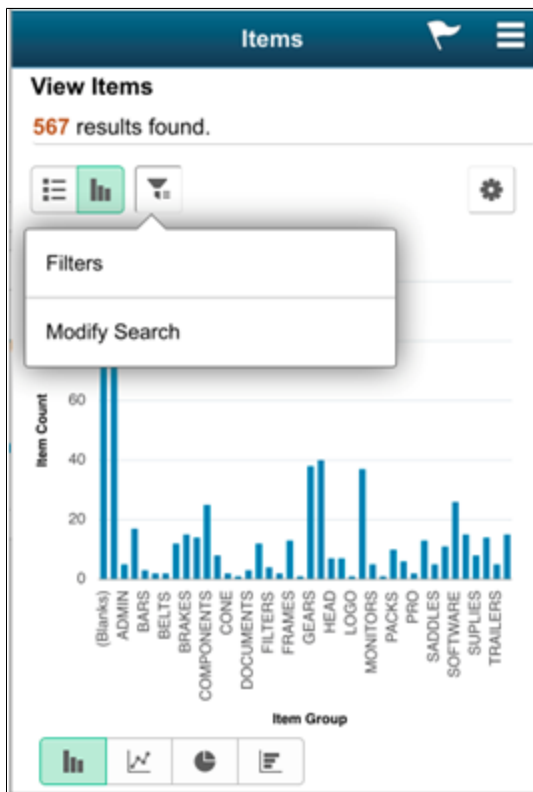 Items
View Items
567 results found.
Filters
Modify Search
60
40
20
0
Item Count
(Blanks)
ADMIN
BARS
BELTS
BRAKES
COMPONENTS
CONE
DOCUMENTS
FILTERS
FRAMES
GEARS
HEAD
LOGO
MONITORS
PACKS
PRO
SADDLES
SOFTWARE
SUPLIES
TRAILERS
Item Group